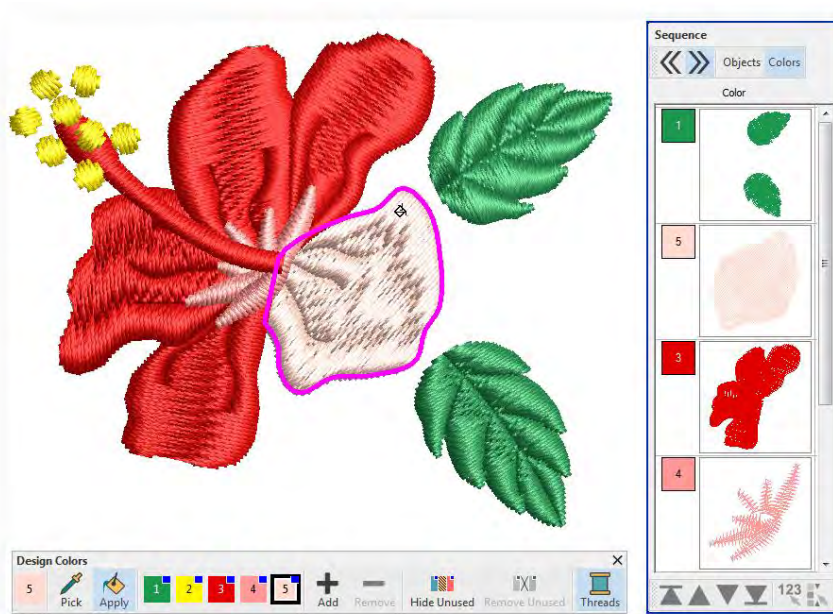 Sequence
Objects Colors
Color
1
5
3
4
Design Colors
5 Pick Apply 1 2 3 4 5 Add Remove Hide Unused Remove Unused Threads
123